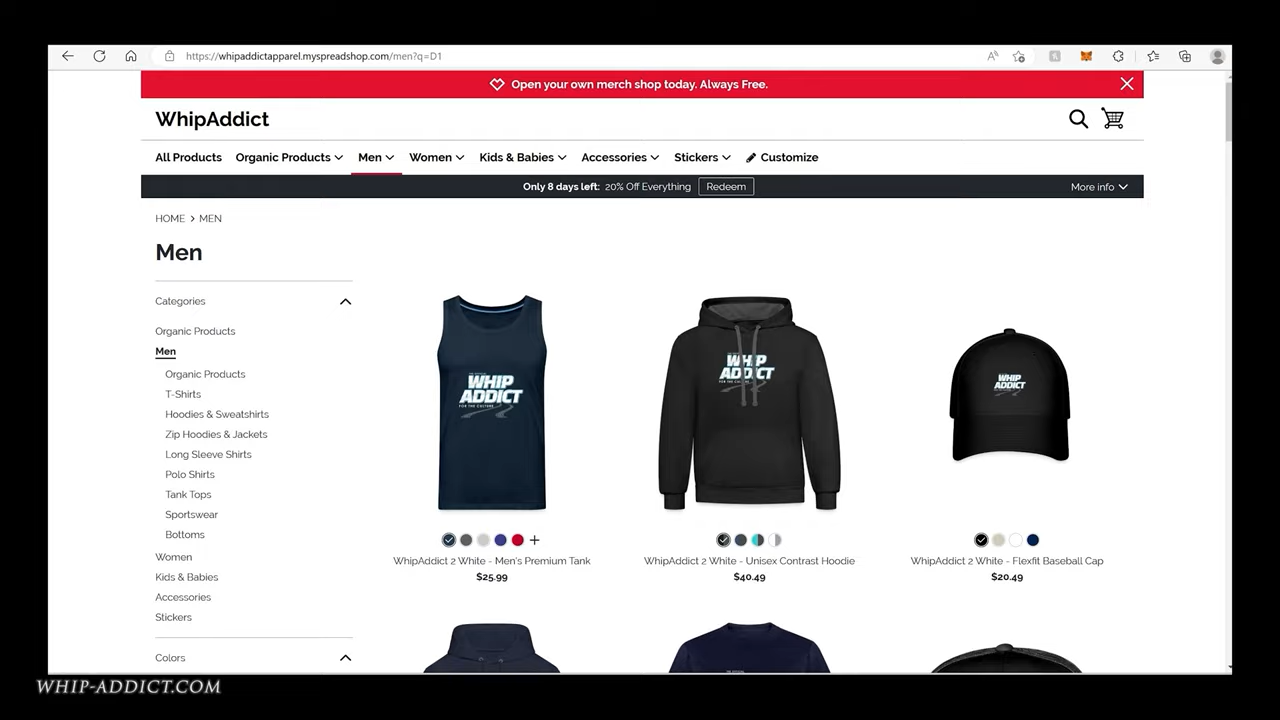 https://whipaddictapparel.myspreadshop.com/men?q=D1
Open your own merch shop today. Always Free.
WhipAddict
All Products Organic Products Men Women Kids & Babies Accessories Stickers Customize
Only 8 days left: 20% Off Everything Redeem More info
HOME > MEN
Men
Categories
Organic Products
Men
Organic Products
T-Shirts
Hoodies & Sweatshirts
Zip Hoodies & Jackets
Long Sleeve Shirts
Polo Shirts
Tank Tops
Sportswear
Bottoms
Women
Kids & Babies
Accessories
Stickers
Colors
WHIP
ADDICT
FOR THE CULTURE
WHIP
ADDICT
WHIP
ADDICT
WhipAddict 2 White - Men's Premium Tank
$25.99
WhipAddict 2 White - Unisex Contrast Hoodie
$40.49
WhipAddict 2 White - Flexfit Baseball Cap
$20.49
WHIP-ADDICT.COM